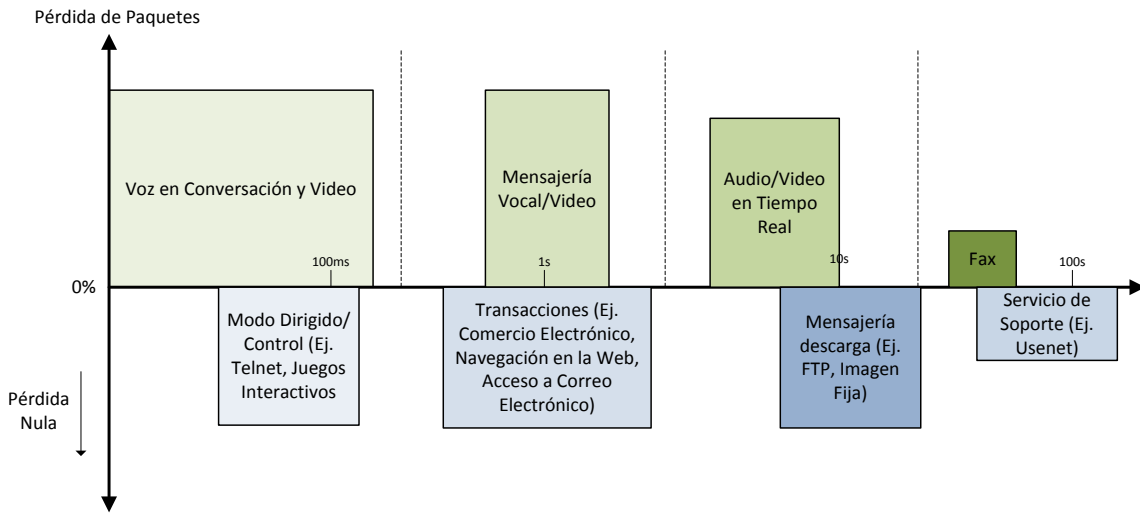 Pérdida de Paquetes
Voz en Conversación y Video
Mensajería
Vocal/Video
Audio/Video
en Tiempo
Real
Fax
100ms
1s
10s
100s
0%
Modo Dirigido/
Control (Ej.
Telnet, Juegos
Interactivos
Transacciones (Ej.
Comercio Electrónico,
Navegación en la Web,
Acceso a Correo
Electrónico)
Mensajería
descarga (Ej.
FTP, Imagen
Fija)
Servicio de
Soporte (Ej.
Usenet)
Pérdida
Nula